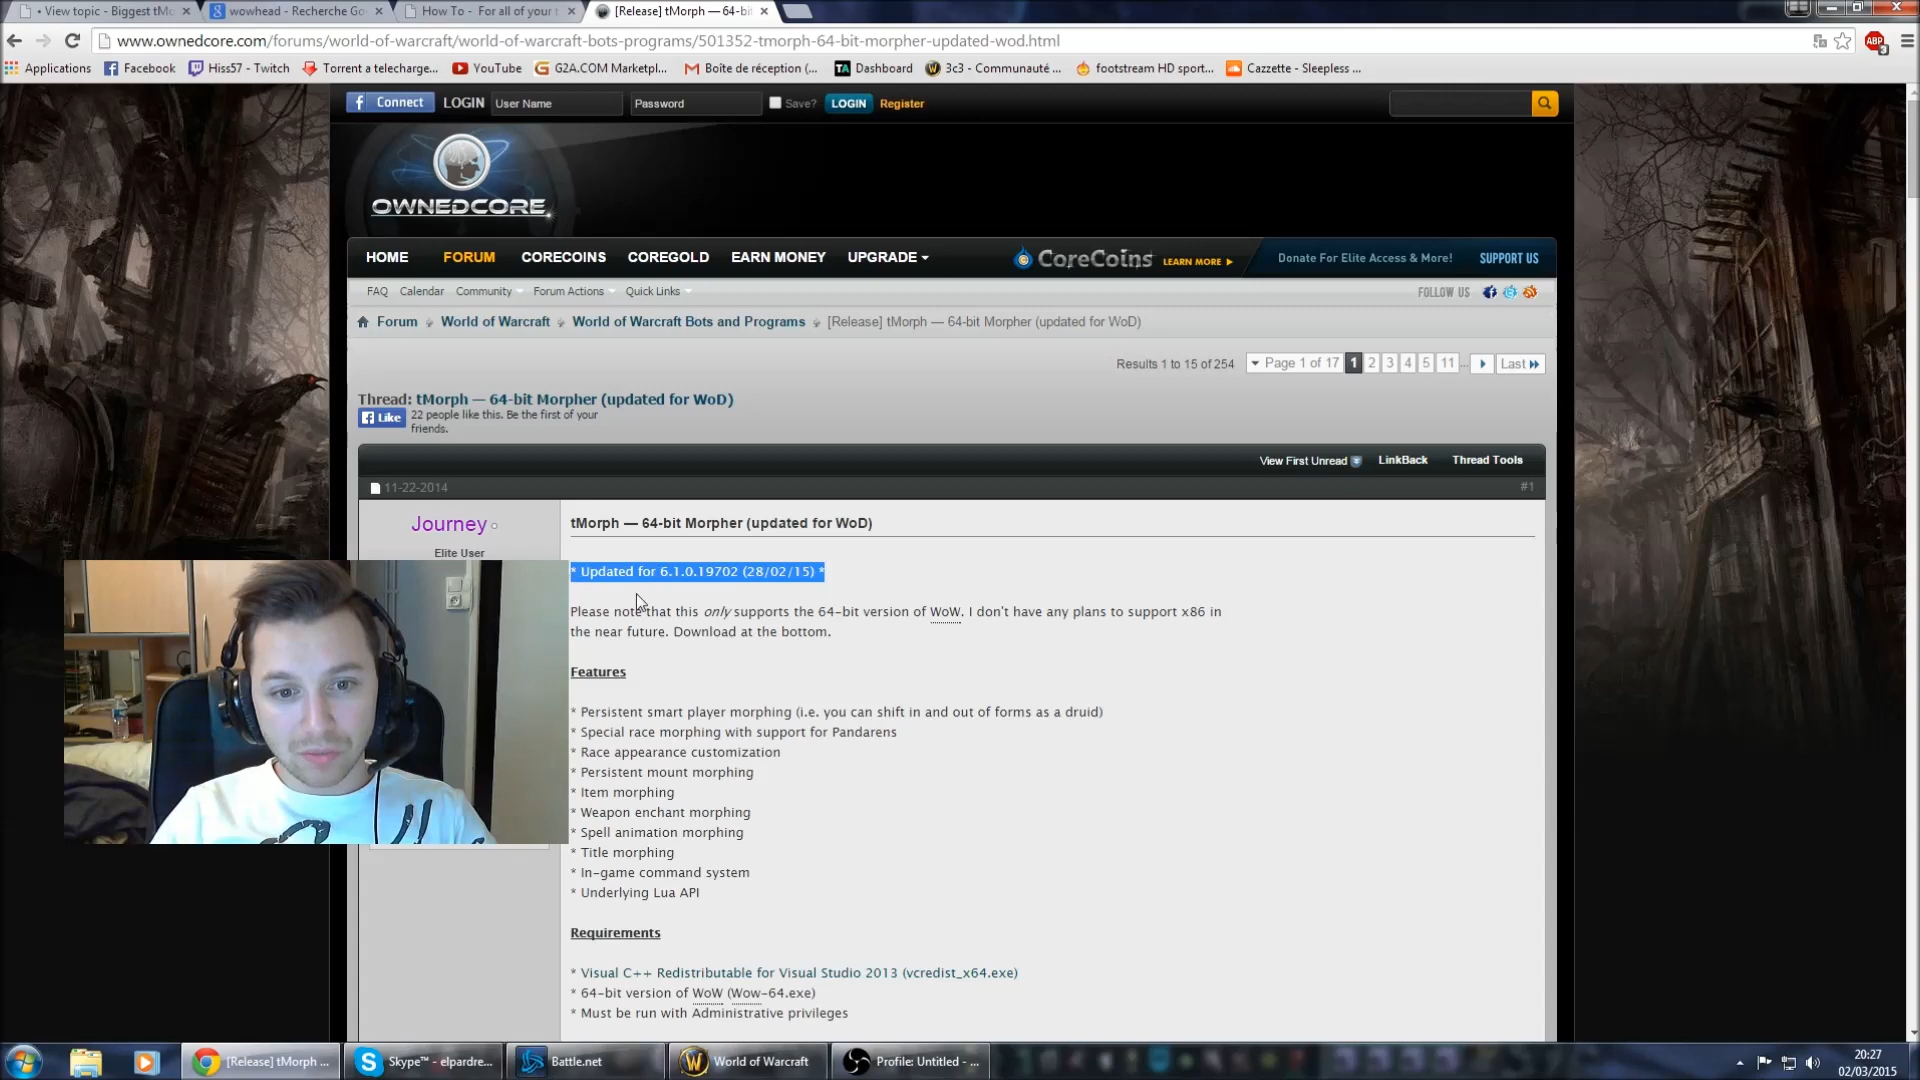 • View topic - Biggest tMo
wowhead - Recherche Go
How To - For all of your t
[Release] tMorph — 64-bi
www.ownedcore.com/forums/world-of-warcraft/world-of-warcraft-bots-programs/501352-tmorph-64-bit-morpher-updated-wod.html
ABP
3
Applications
Facebook
Hiss57 - Twitch
Torrent a telecharge...
YouTube
G2A.COM Marketpl...
Boîte de réception (...
TA Dashboard
3c3 - Communauté ...
footstream HD sport...
Cazzette - Sleepless ...
f Connect LOGIN User Name Password Save? LOGIN Register
OWNEDCORE
HOME FORUM CORECOINS COREGOLD EARN MONEY UPGRADE CoreCoins LEARN MORE Donate For Elite Access & More! SUPPORT US
FAQ Calendar Community Forum Actions Quick Links FOLLOW US
Forum World of Warcraft World of Warcraft Bots and Programs [Release] tMorph — 64-bit Morpher (updated for WoD)
Results 1 to 15 of 254 Page 1 of 17 1 2 3 4 5 11 ... Last
Thread: tMorph — 64-bit Morpher (updated for WoD)
Like 22 people like this. Be the first of your
friends.
View First Unread LinkBack Thread Tools
11-22-2014 #1
Journey
Elite User
tMorph — 64-bit Morpher (updated for WoD)
* Updated for 6.1.0.19702 (28/02/15) *
Please note that this only supports the 64-bit version of WoW. I don't have any plans to support x86 in
the near future. Download at the bottom.
Features
* Persistent smart player morphing (i.e. you can shift in and out of forms as a druid)
* Special race morphing with support for Pandarens
* Race appearance customization
* Persistent mount morphing
* Item morphing
* Weapon enchant morphing
* Spell animation morphing
* Title morphing
* In-game command system
* Underlying Lua API
Requirements
* Visual C++ Redistributable for Visual Studio 2013 (vcredist_x64.exe)
* 64-bit version of WoW (Wow-64.exe)
* Must be run with Administrative privileges
[Release] tMorph ...
Skype™ - elpardre...
Battle.net
World of Warcraft
Profile: Untitled - ...
20:27
02/03/2015